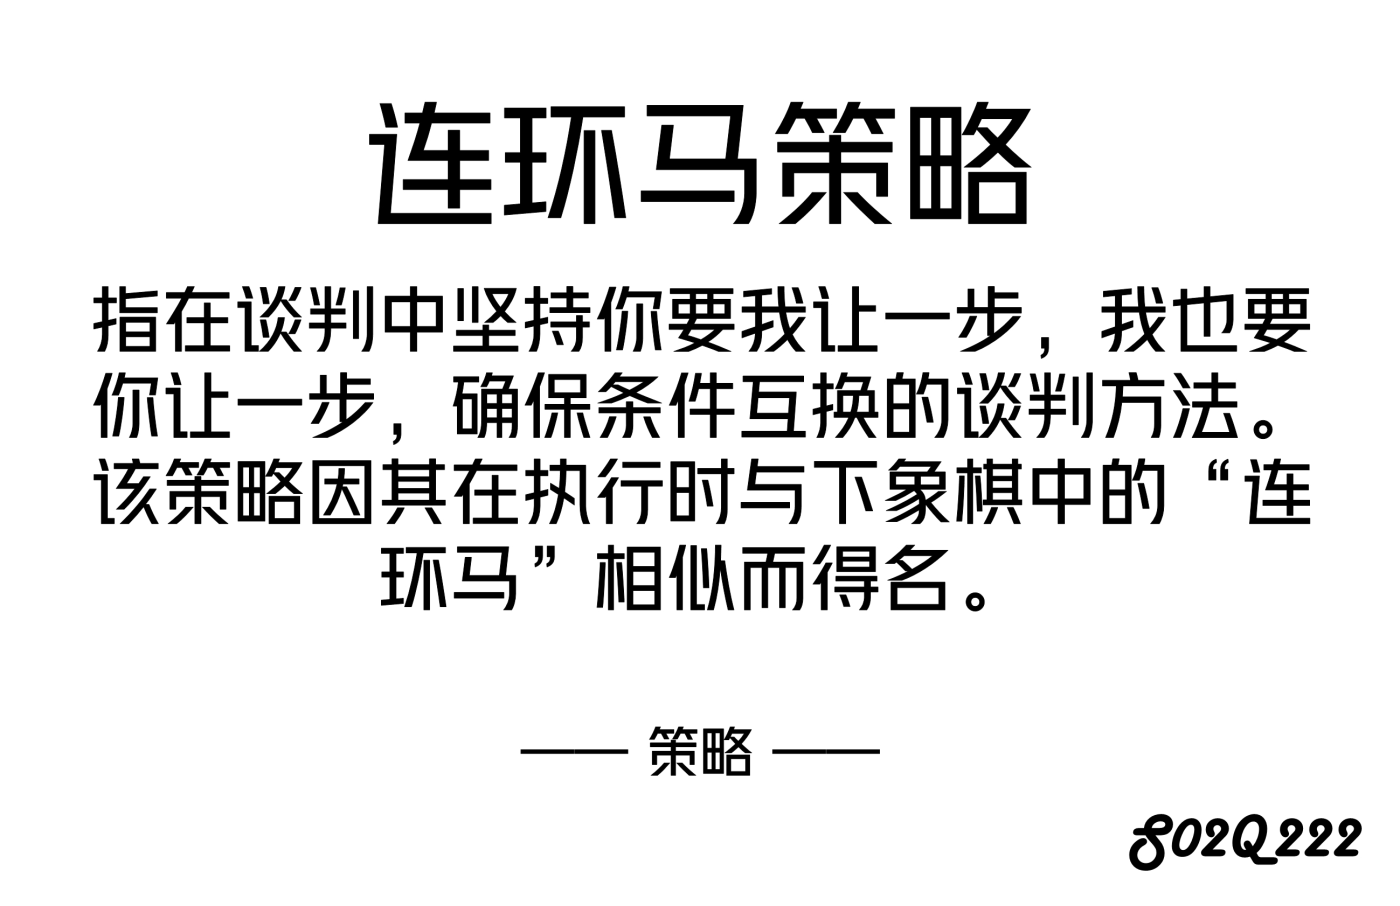 连环马策略
指在谈判中坚持你要我让一步，我也要
你让一步，确保条件互换的谈判方法。
该策略因其在执行时与下象棋中的“连
环马”相似而得名。
—— 策略 ——
S02Q222